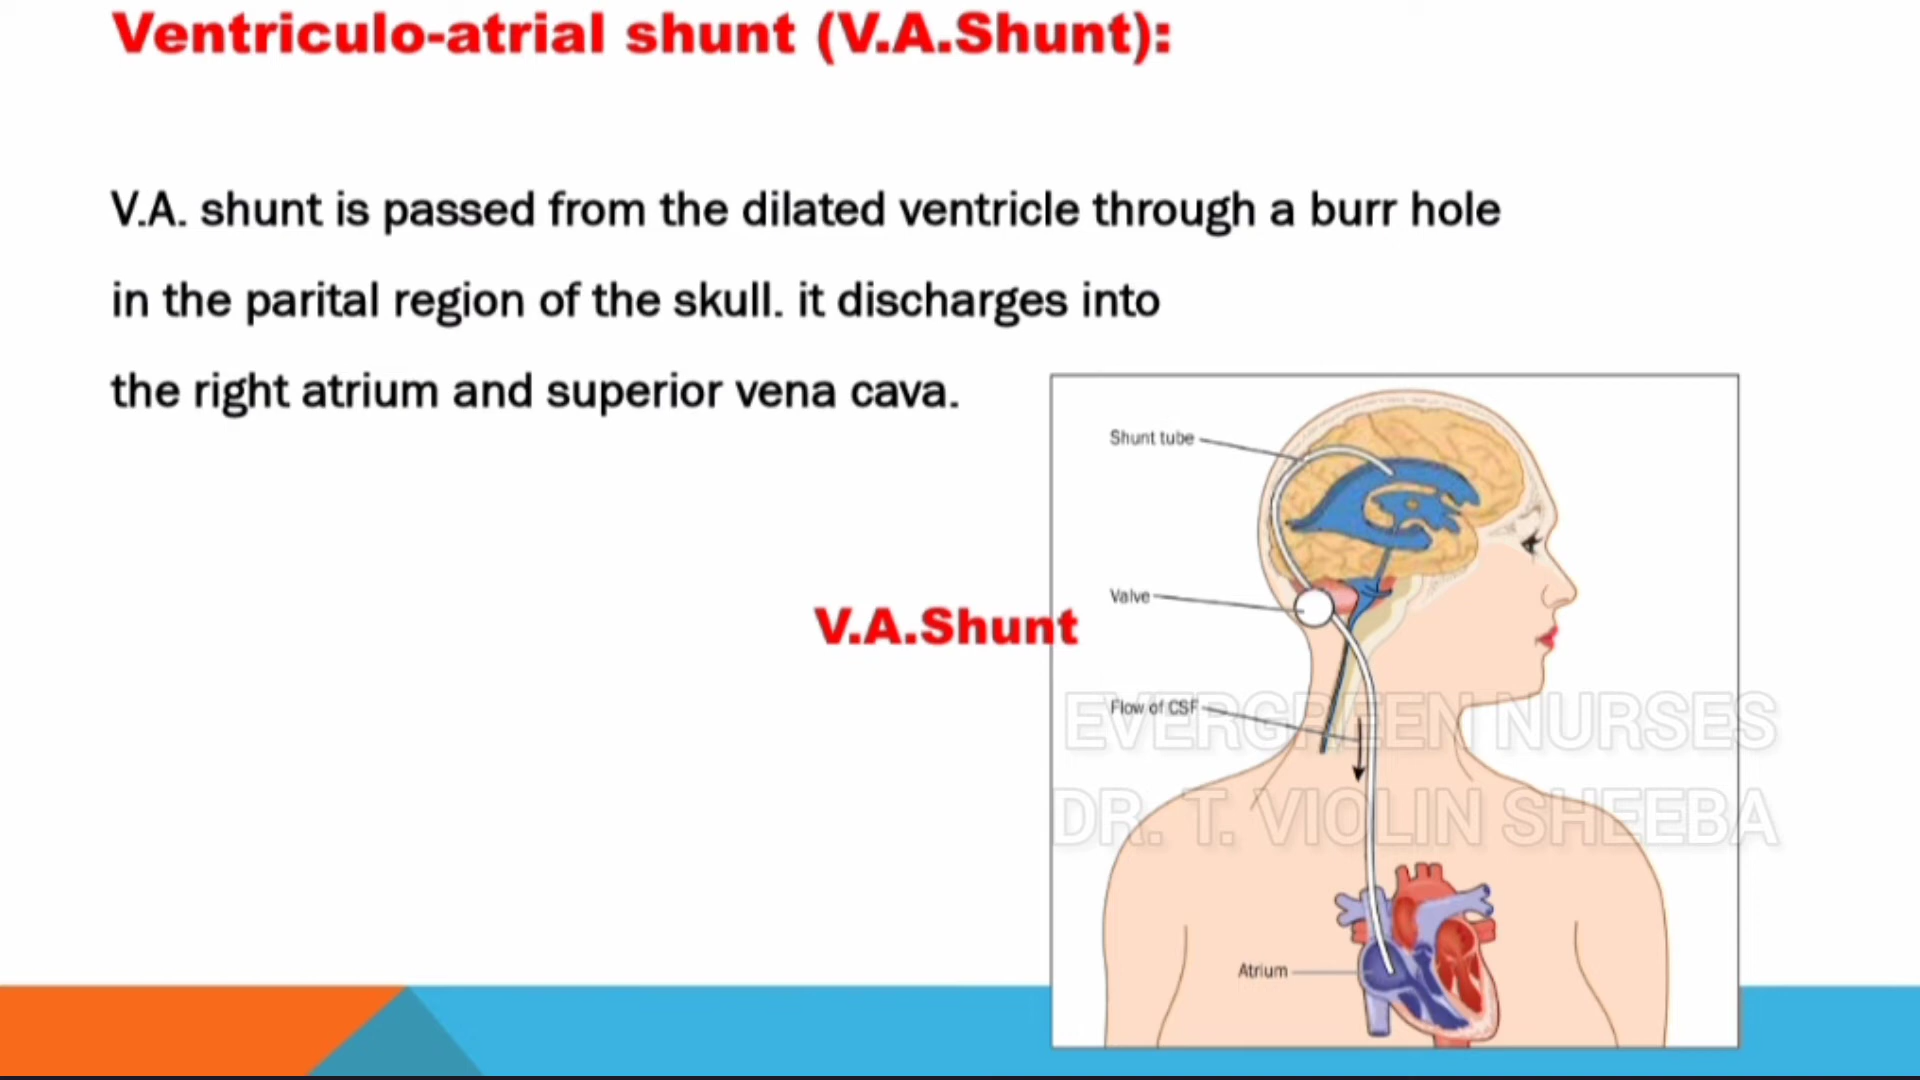 Ventriculo-atrial shunt (V.A.Shunt):
V.A. shunt is passed from the dilated ventricle through a burr hole
in the parital region of the skull. it discharges into
the right atrium and superior vena cava.
Shunt tube
Valve
V.A.Shunt
Flow of CSF
EVERGREEN NURSES
DR. T. VIOLIN SHEEBA
Atrium